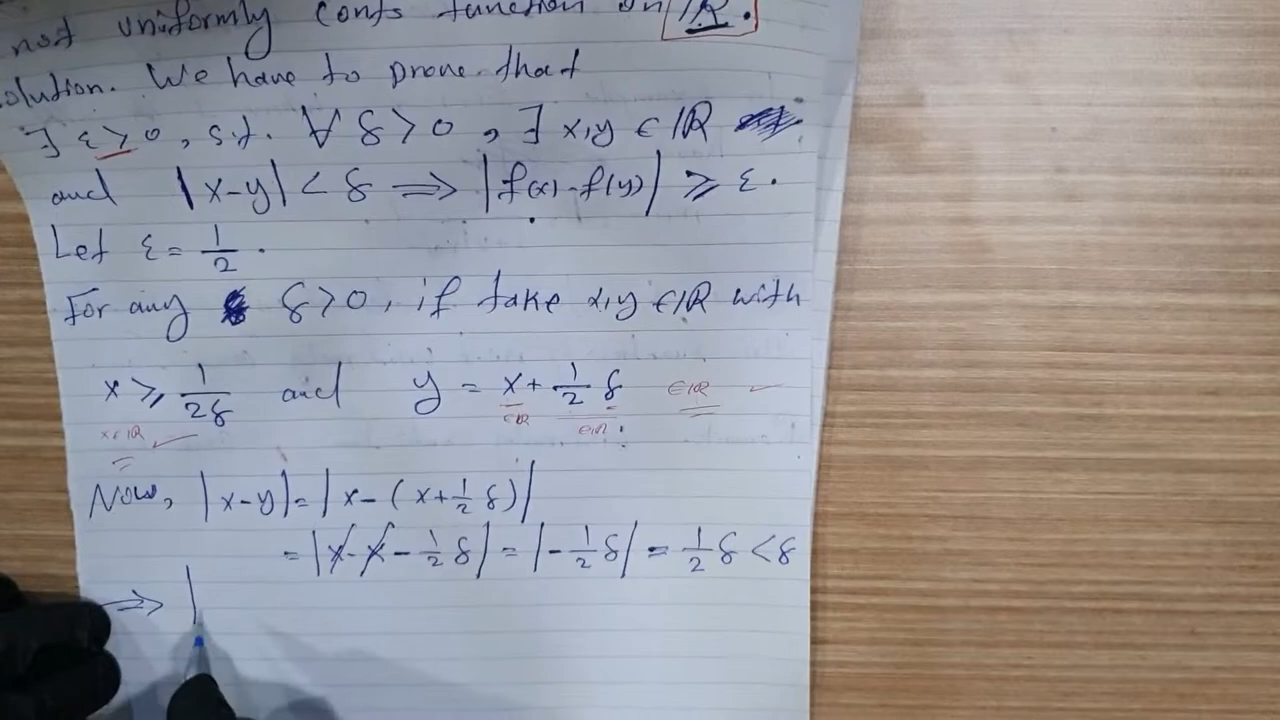 not uniformly conts function on ℝ.
olution. We have to prove that
∃ ε > 0, s.t. ∀ δ > 0, ∃ x,y ∈ ℝ
and |x-y| < δ ⟹ |f(x) - f(y)| ≥ ε.
Let ε = 1/2.
For any δ > 0, if take x,y ∈ ℝ with
x ≥ 1/2δ and y = x + 1/2 δ ∈ℝ ✓
x∈ℝ ✓ ∈ℝ ∈ℝ
Now, |x-y| = |x-(x+1/2 δ)|
= |x-x-1/2 δ| = |-1/2 δ| = 1/2 δ < δ
⟹ |